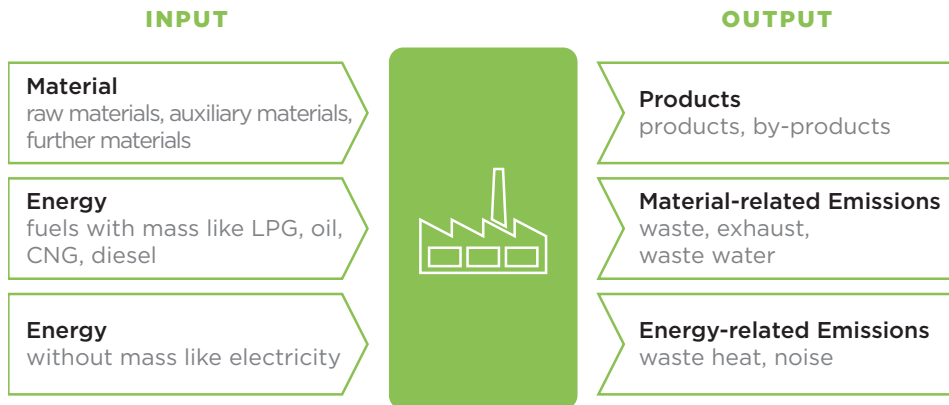 INPUT
Material
raw materials, auxiliary materials,
further materials
Energy
fuels with mass like LPG, oil,
CNG, diesel
Energy
without mass like electricity
OUTPUT
Products
products, by-products
Material-related Emissions
waste, exhaust,
waste water
Energy-related Emissions
waste heat, noise